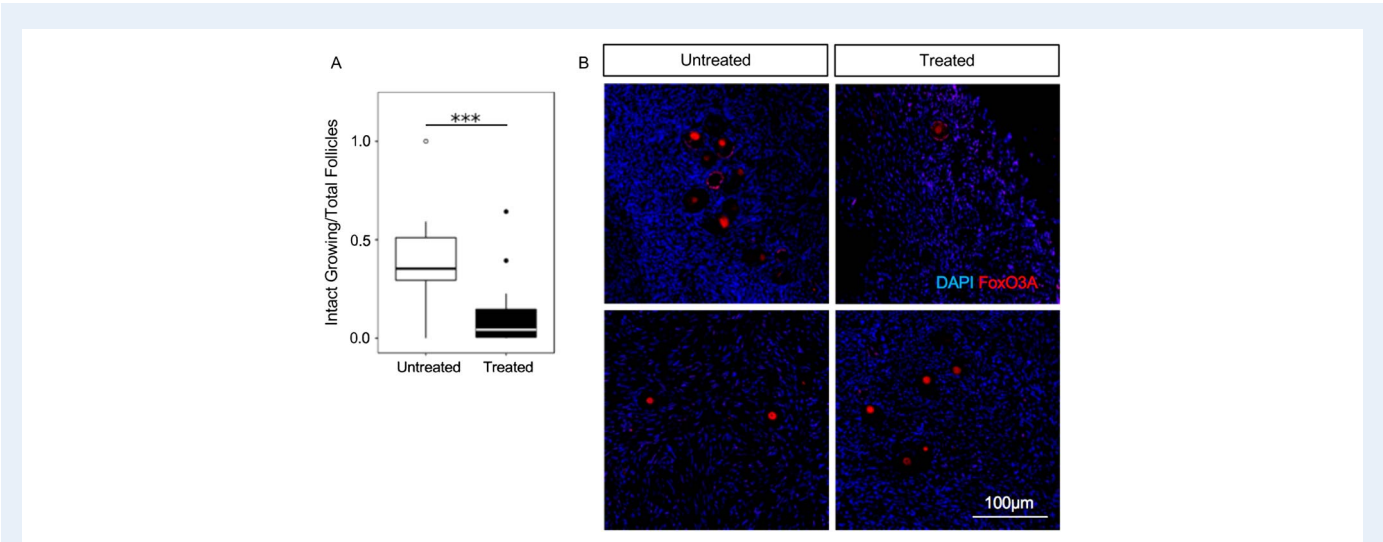 A
Intact Growing/Total Follicles
1.0
0.5
0.0
***
Untreated
Treated
B
Untreated
Treated
DAPI FoxO3A
100μm